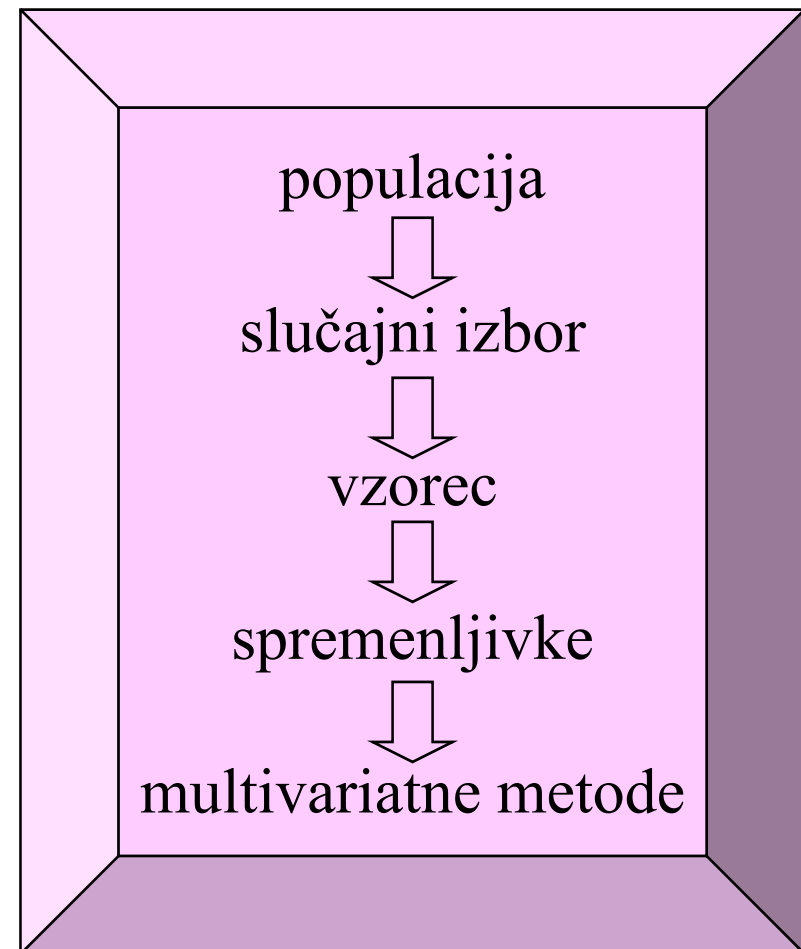 populacija
slučajni izbor
vzorec
spremenljivke
multivariatne metode